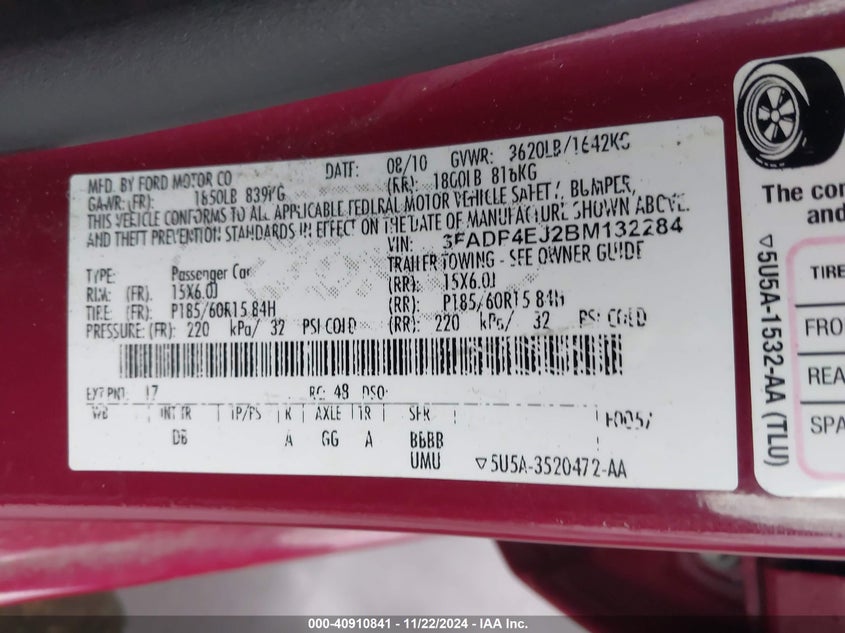 MFD. BY FORD MOTOR CO
DATE: 08/10 GVWR: 3620LB/1642KG
GAWR: (FR): 1850LB 839KG (RR): 1800LB 816KG
THIS VEHICLE CONFORMS TO ALL APPLICABLE FEDERAL MOTOR VEHICLE SAFETY, BUMPER,
AND THEFT PREVENTION STANDARDS IN EFFECT ON THE DATE OF MANUFACTURE SHOWN ABOVE.
VIN: 3FADP4EJ2BM132284
TYPE: Passenger Car TRAILER TOWING - SEE OWNER GUIDE
RIM: (FR). 15X6.0J (RR): 15X6.0J
TIRE: (FR): P185/60R15 84H (RR): P185/60R15 84H
PRESSURE: (FR): 220 kPa/ 32 PSI COLD (RR): 220 kPa/ 32 PSI COLD
EXT PNT: 17 RC: 48 DSO:
WB INT TR TP/PS R AXLE TR SPR
DB A GG A BBBB
UMU
▽5U5A-3520472-AA
The
and
▽5U5A-1532-AA (TLU)
TIRE
000-40910841 - 11/22/2024 - IAA Inc.